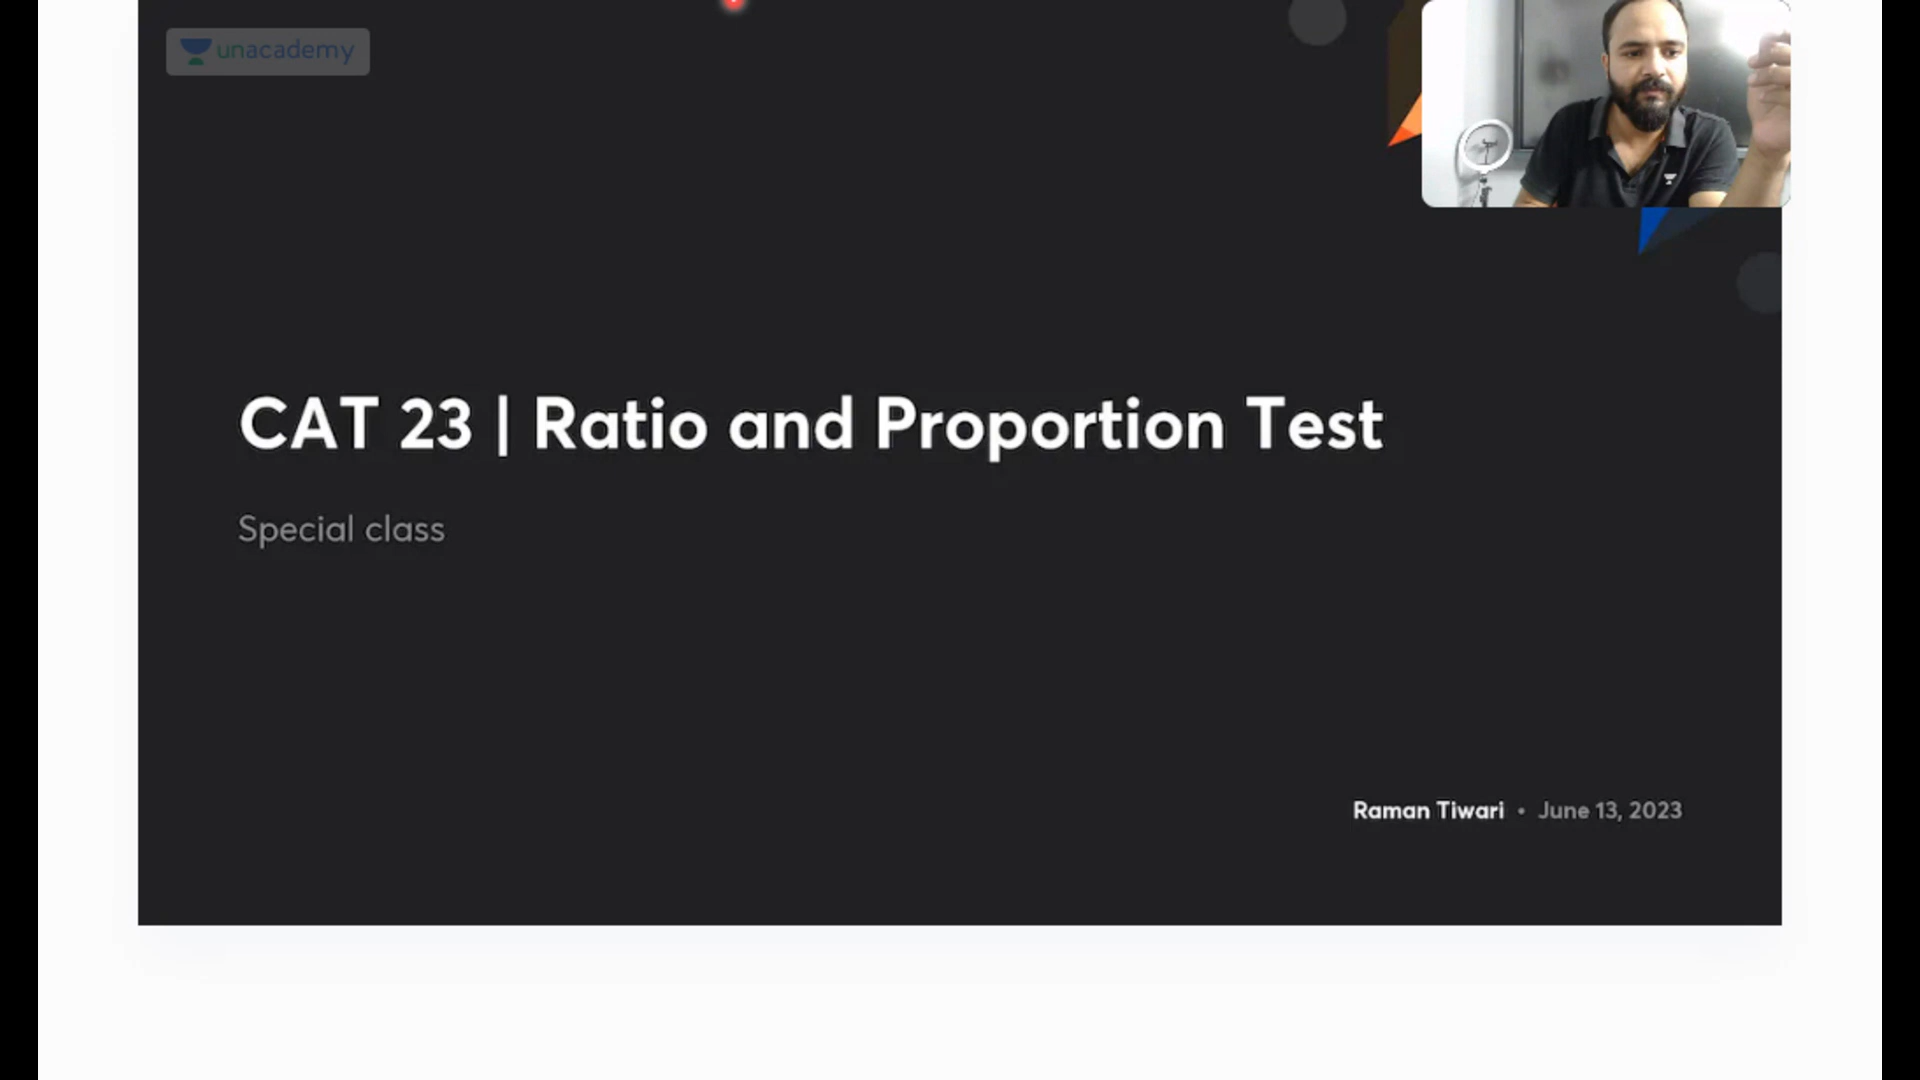 unacademy
CAT 23 | Ratio and Proportion Test
Special class
Raman Tiwari • June 13, 2023